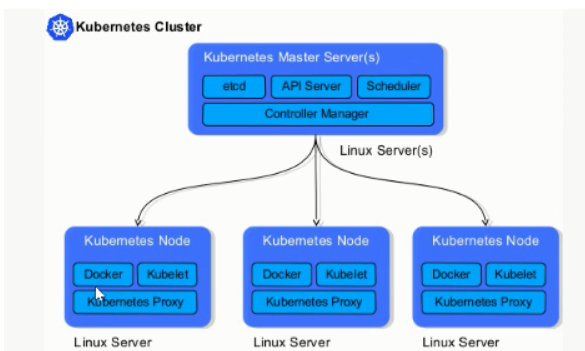 Kubernetes Cluster
Kubernetes Master Server(s)
etcd API Server Scheduler
Controller Manager
Linux Server(s)
Kubernetes Node Kubernetes Node Kubernetes Node
Docker Kubelet Docker Kubelet Docker Kubelet
Kubernetes Proxy Kubernetes Proxy Kubernetes Proxy
Linux Server Linux Server Linux Server